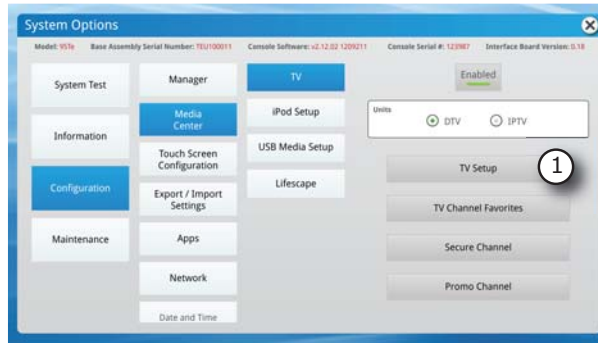 System Options
Model: VSTe Base Assembly Serial Number: TEU100011 Console Software: v2.12.02 1209211 Console Serial #: 123987 Interface Board Version: 0.18
System Test
Information
Configuration
Maintenance
Manager
Media
Center
Touch Screen
Configuration
Export / Import
Settings
Apps
Network
Date and Time
TV
iPod Setup
USB Media Setup
Lifescape
Enabled
Units
DTV IPTV
TV Setup
1
TV Channel Favorites
Secure Channel
Promo Channel